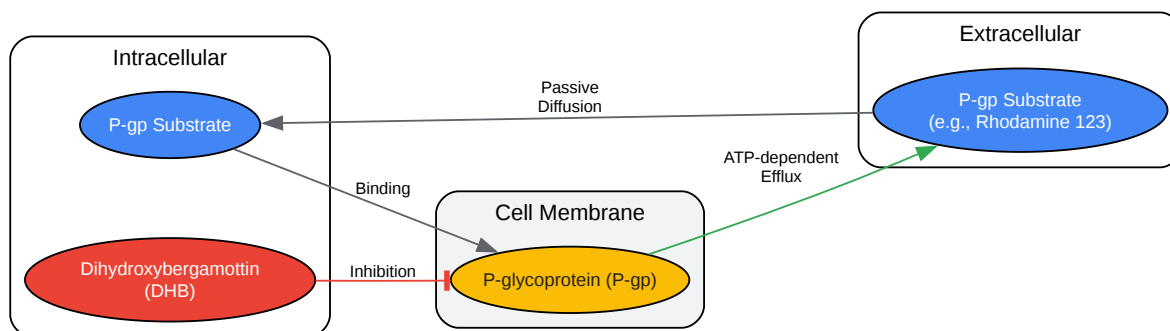 Intracellular
P-gp Substrate
Dihydroxybergamottin
(DHB)
Passive
Diffusion
Binding
Inhibition
Cell Membrane
P-glycoprotein (P-gp)
ATP-dependent
Efflux
Extracellular
P-gp Substrate
(e.g., Rhodamine 123)